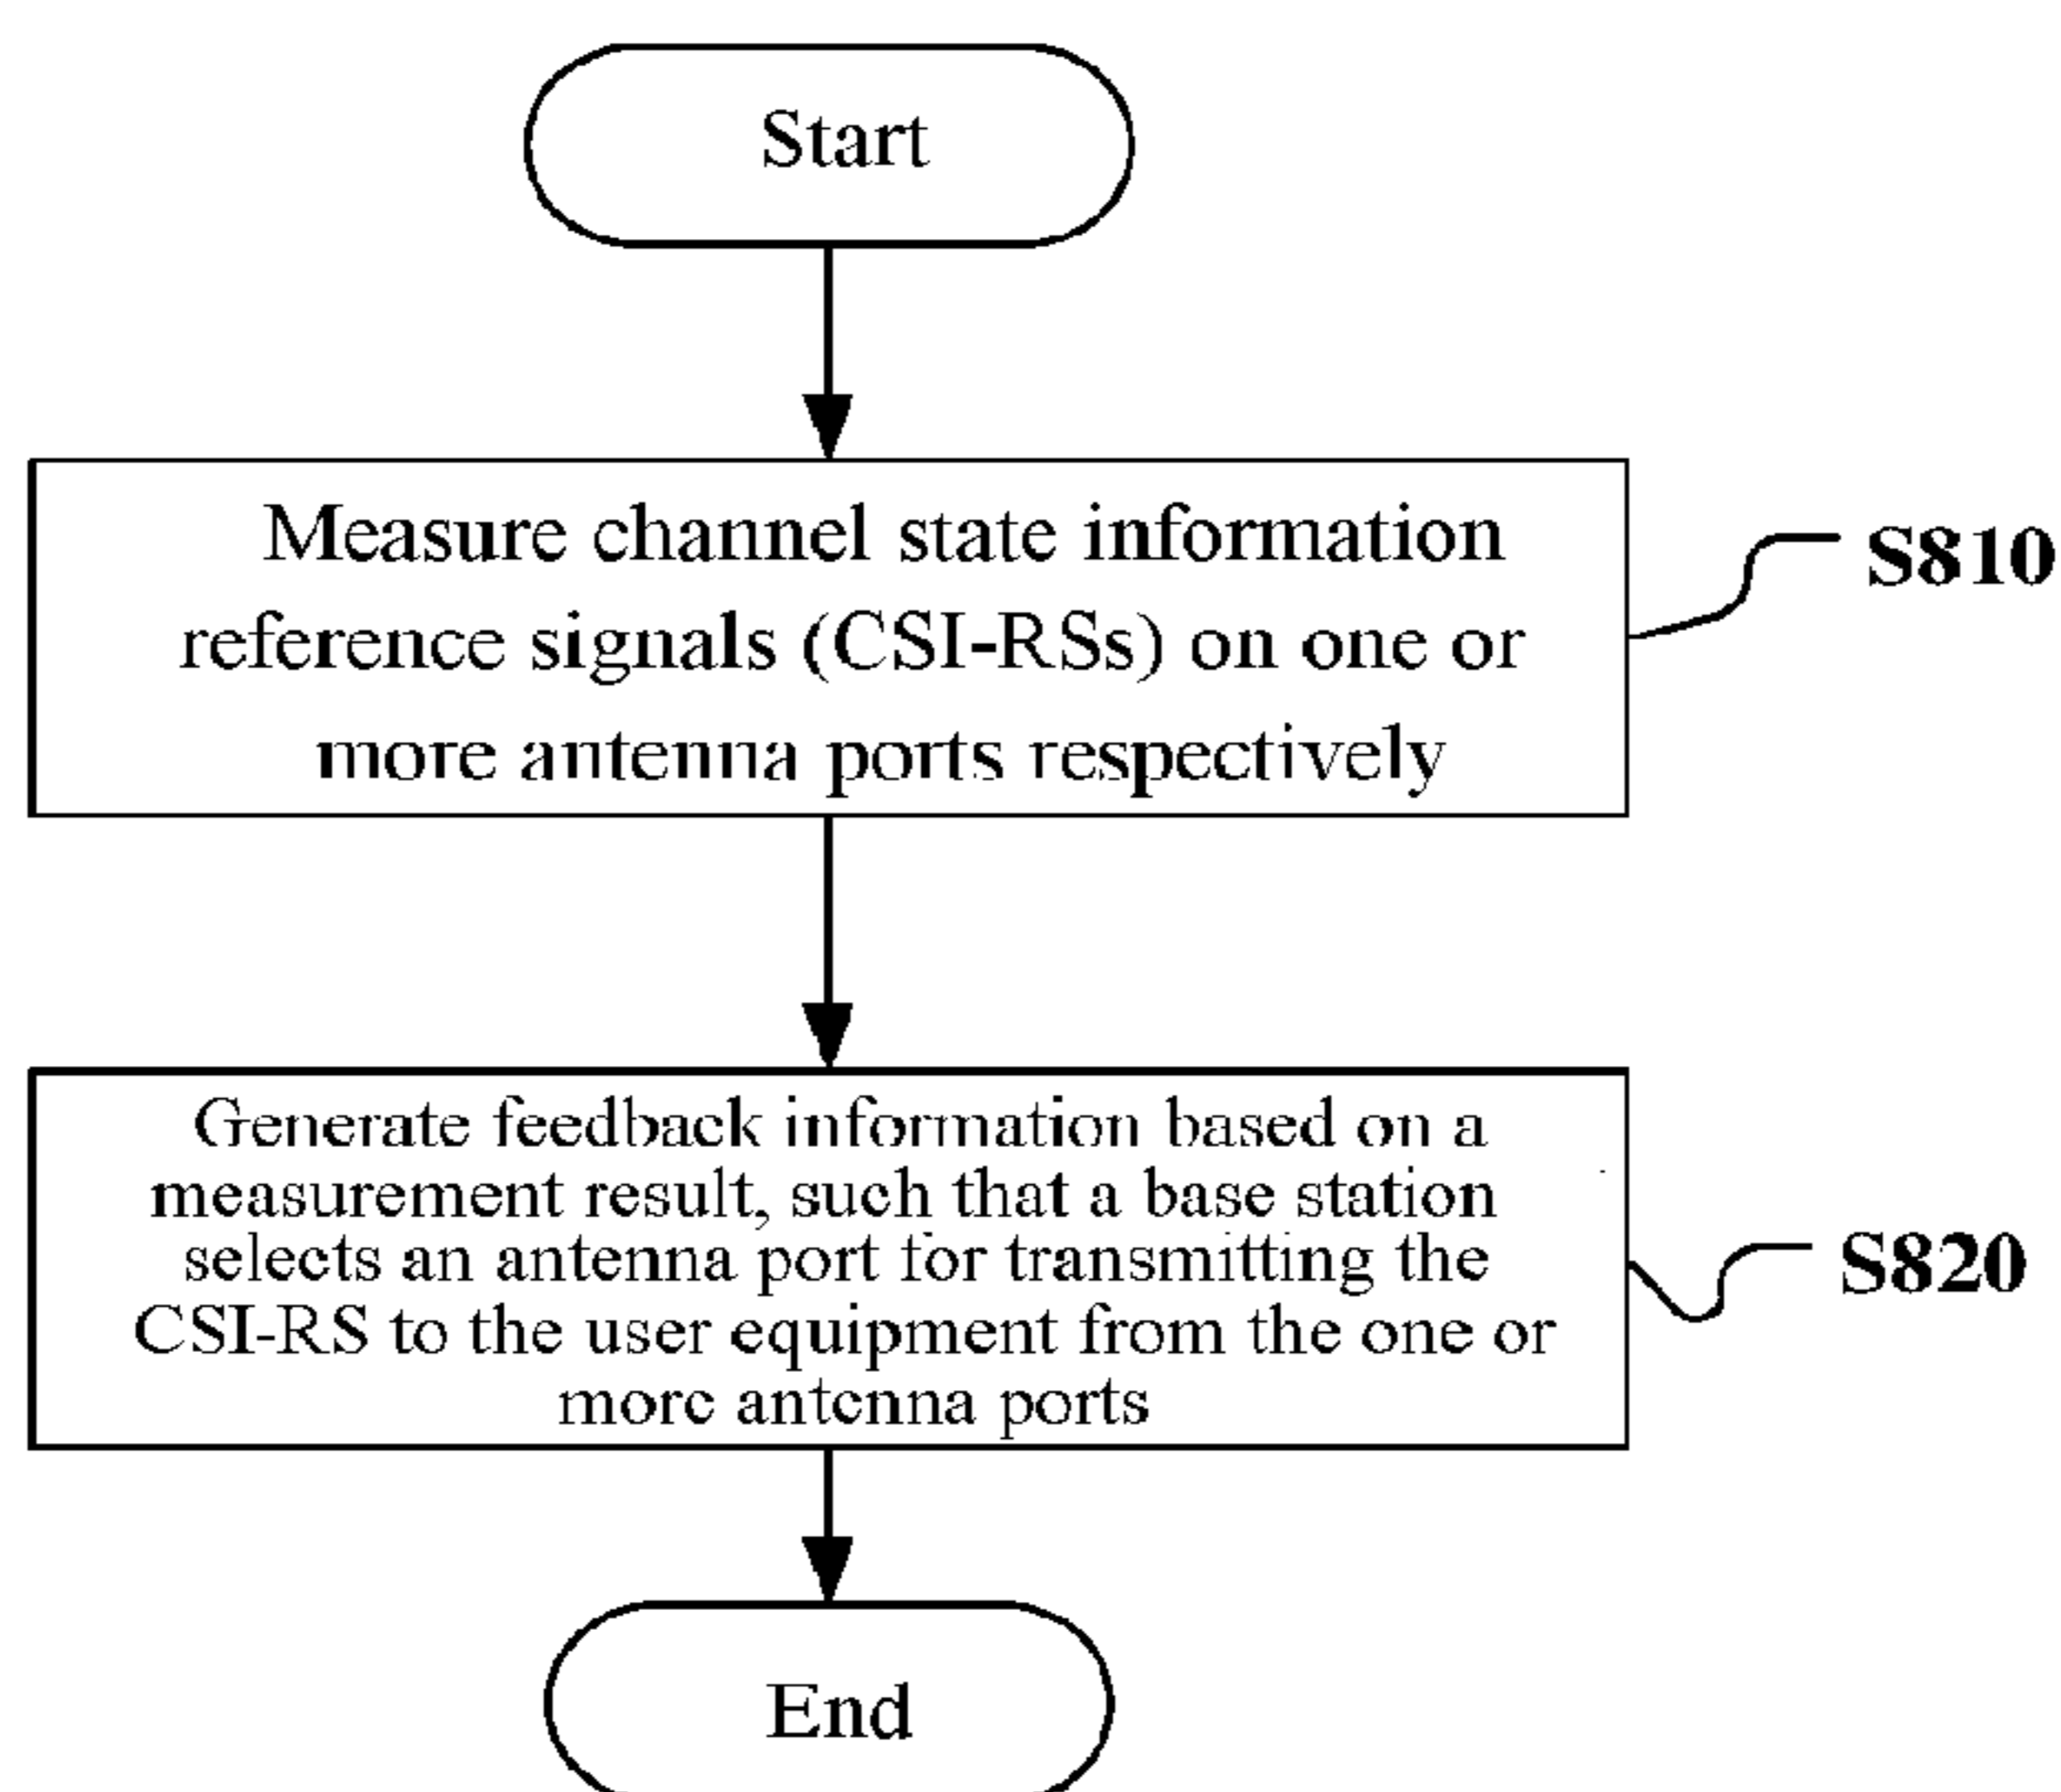 Start
Measure channel state information
reference signals (CSI-RSs) on one or
more antenna ports respectively
S810
Generate feedback information based on a
measurement result, such that a base station
selects an antenna port for transmitting the
CSI-RS to the user equipment from the one or
more antenna ports
S820
End